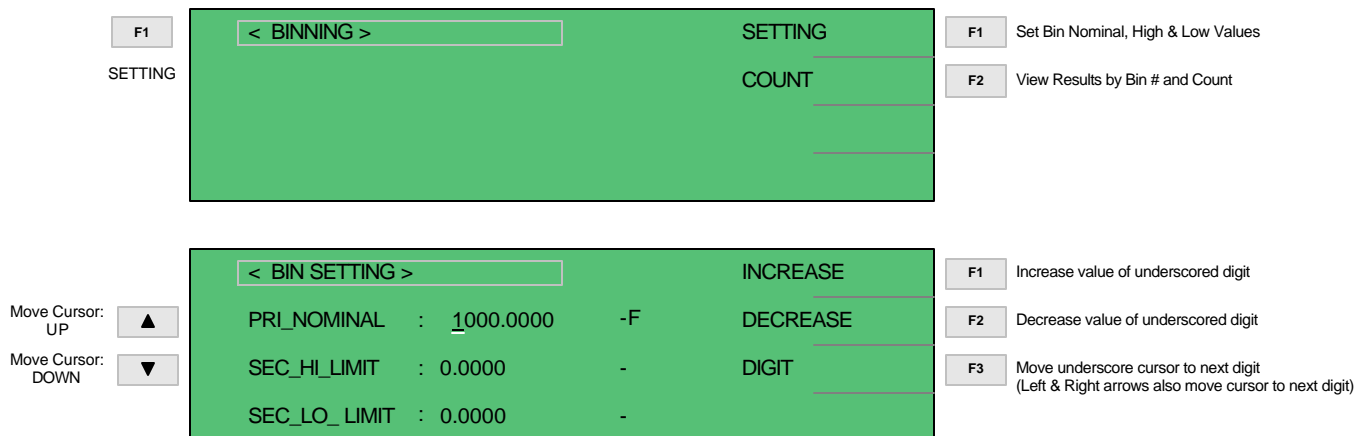 F1
SETTING
< BINNING >
SETTING
COUNT
F1 Set Bin Nominal, High & Low Values
F2 View Results by Bin # and Count
Move Cursor:
UP
▲
Move Cursor:
DOWN
▼
< BIN SETTING >
PRI_NOMINAL : 1000.0000 -F
SEC_HI_LIMIT : 0.0000 -
SEC_LO_ LIMIT : 0.0000 -
INCREASE
DECREASE
DIGIT
F1 Increase value of underscored digit
F2 Decrease value of underscored digit
F3 Move underscore cursor to next digit
(Left & Right arrows also move cursor to next digit)